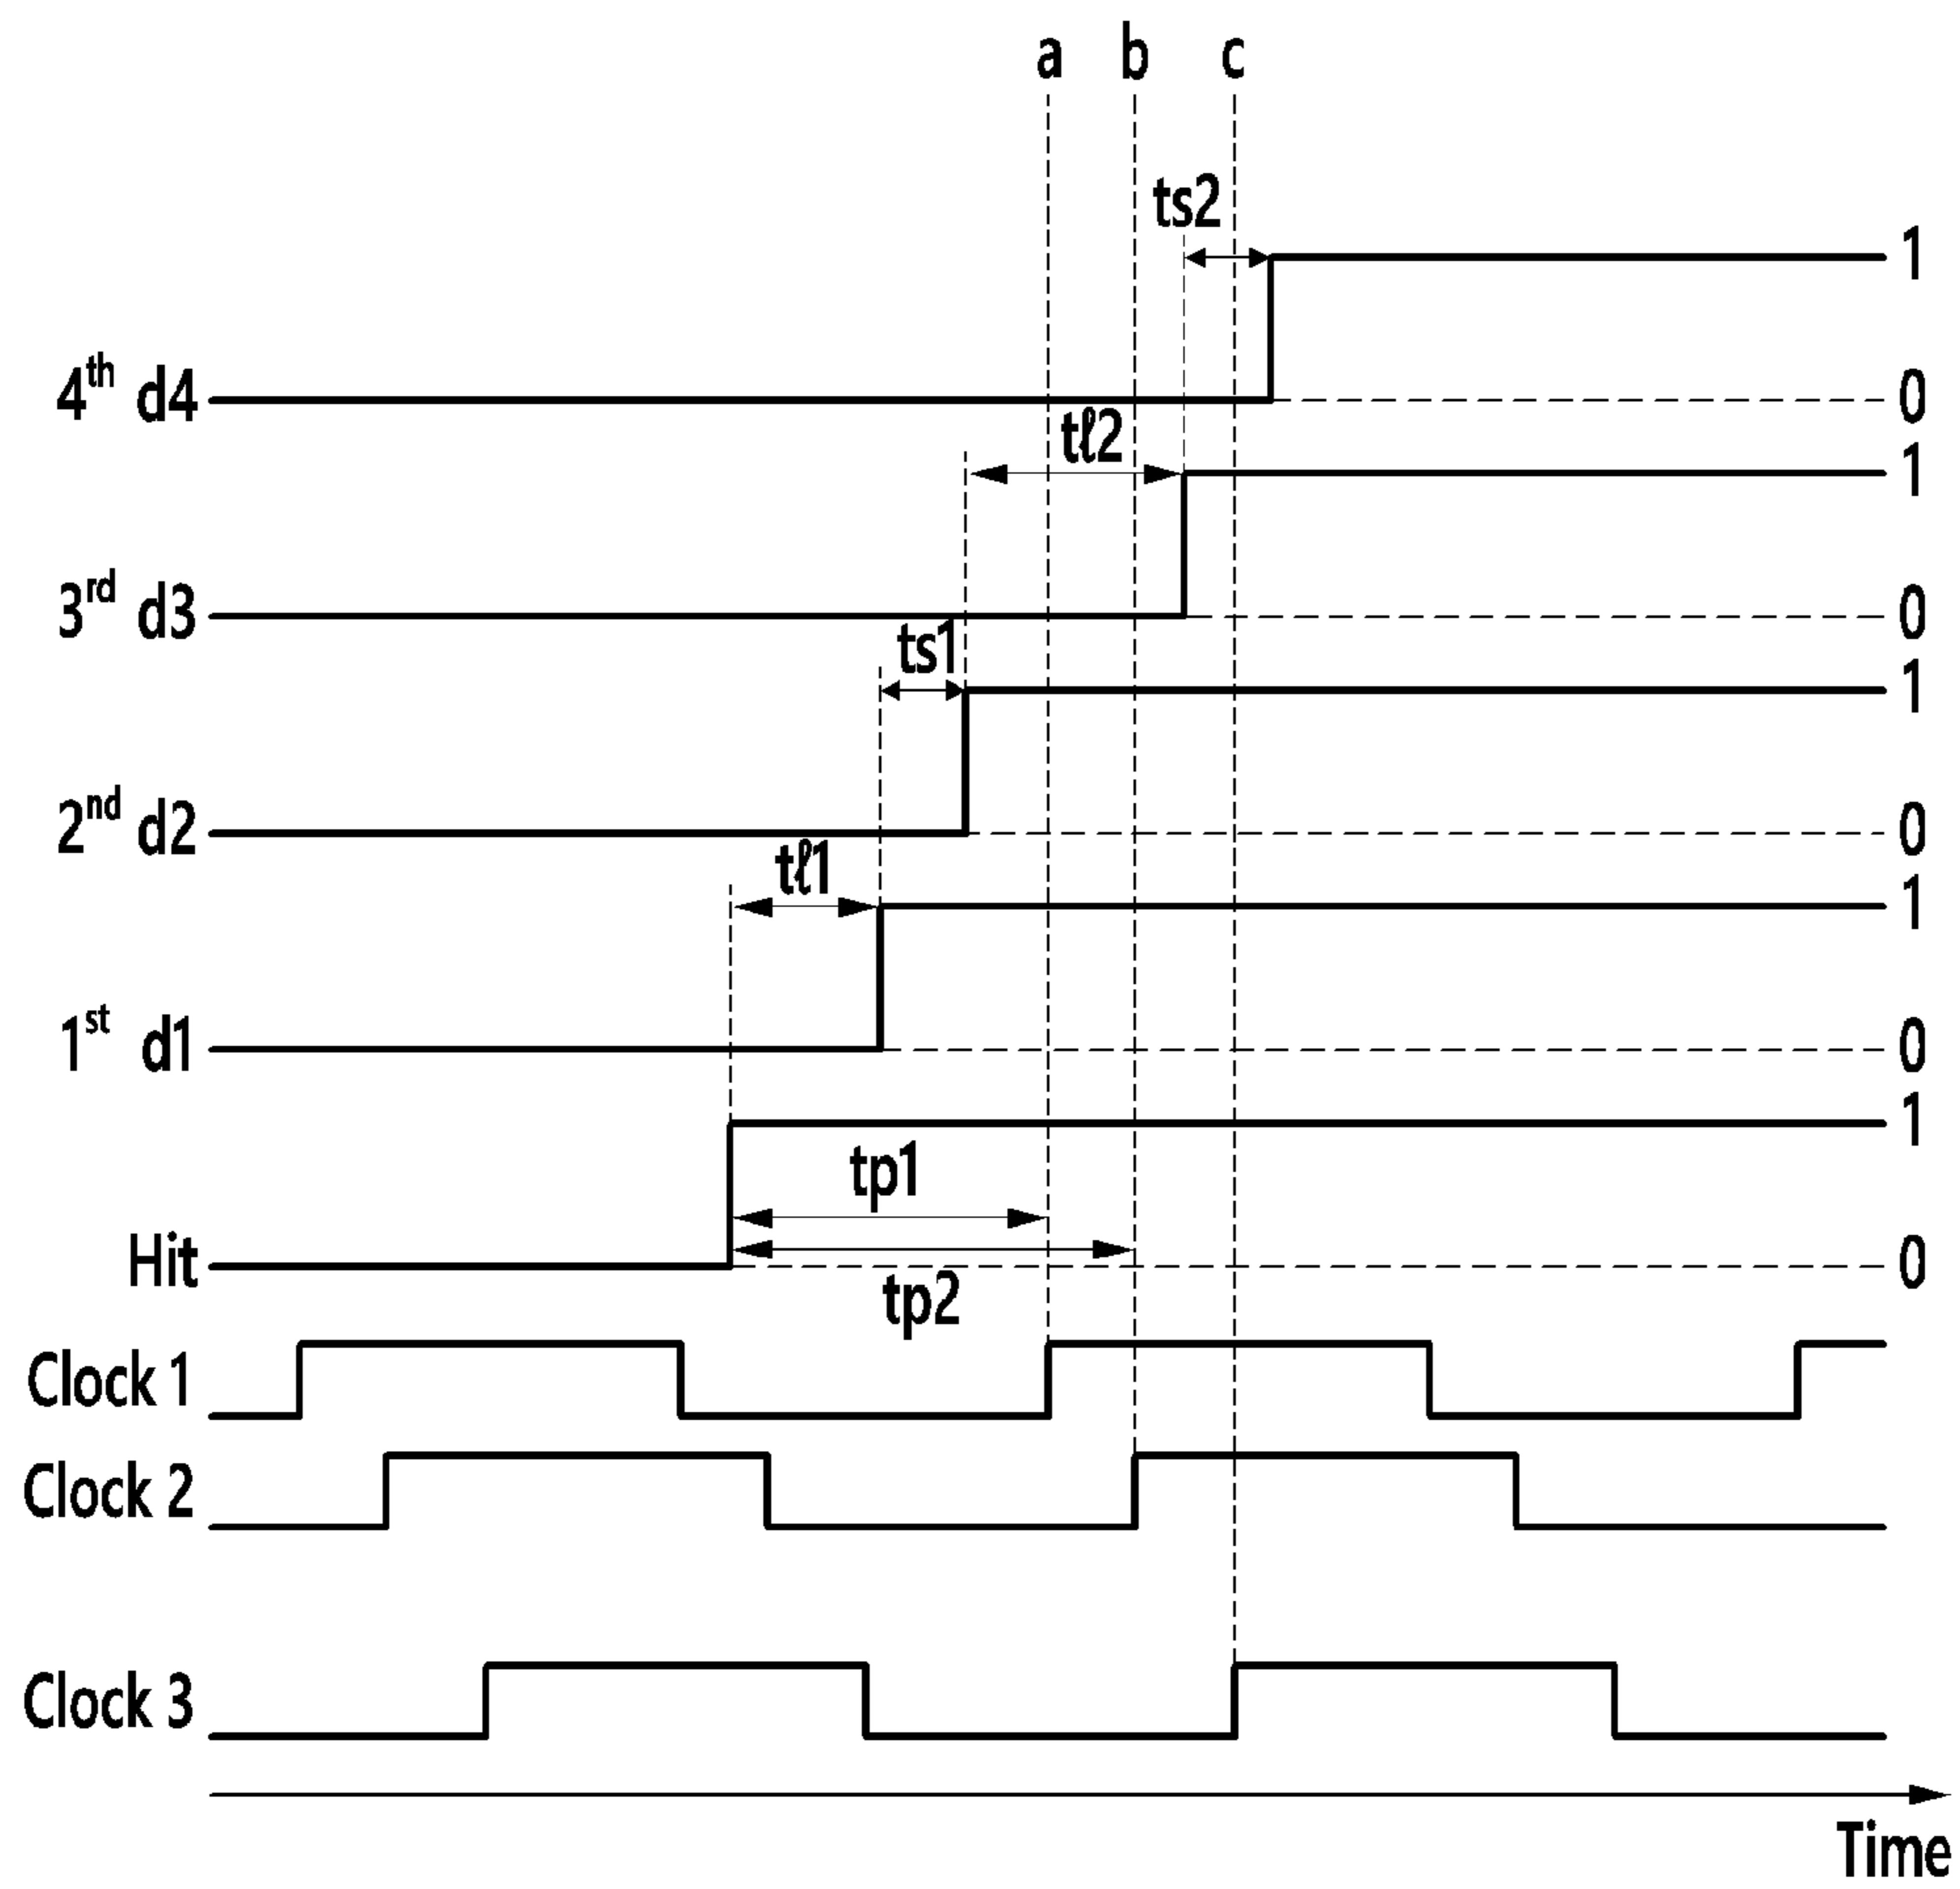 a b c
ts2
1
4th d4 0
tℓ2
1
3rd d3 0
ts1
1
2nd d2 0
tℓ1
1
1st d1 0
1
tp1
Hit 0
tp2
Clock 1
Clock 2
Clock 3
Time